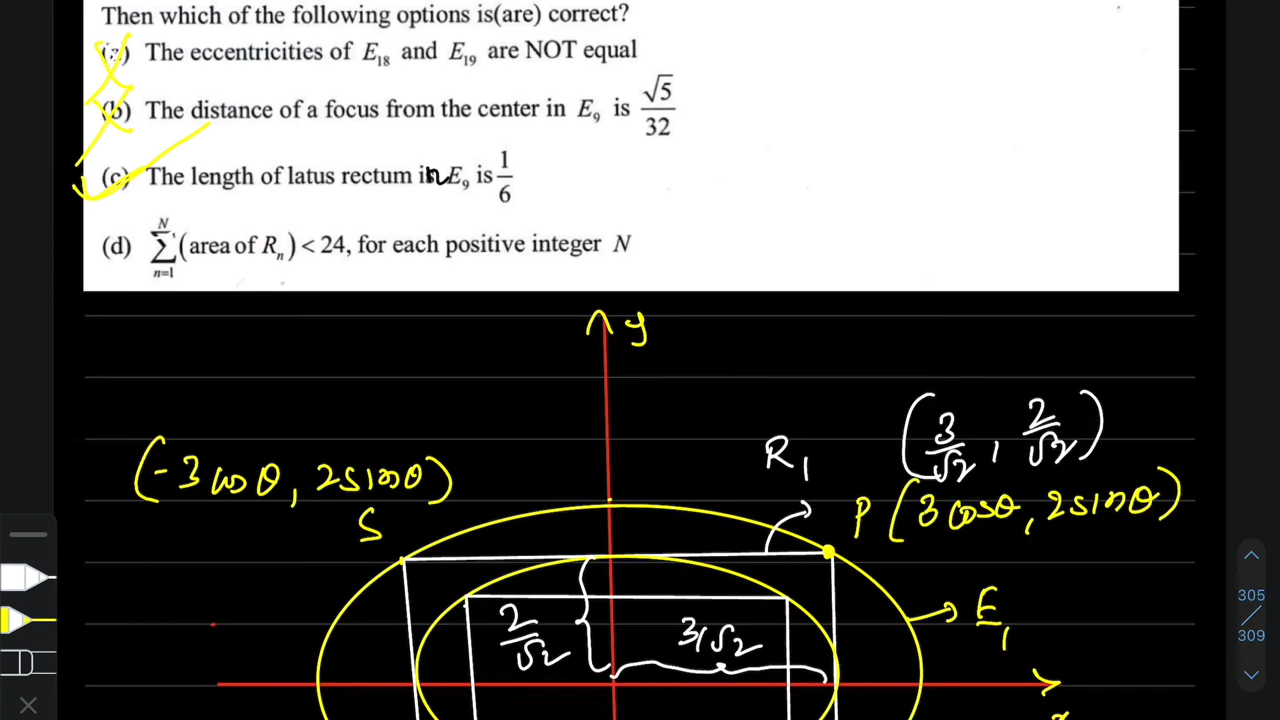 Then which of the following options is(are) correct?
(a) The eccentricities of E₁₈ and E₁₉ are NOT equal
(b) The distance of a focus from the center in E₉ is √5/32
(c) The length of latus rectum in E₉ is 1/6
(d) ∑ₙ₌₁ᴺ (area of Rₙ) < 24, for each positive integer N
y
(3/√2, 2/√2)
R₁
(-3cosθ, 2sinθ)
S
P(3cosθ, 2sinθ)
E₁
2/√2
3/√2
x
305
/
309